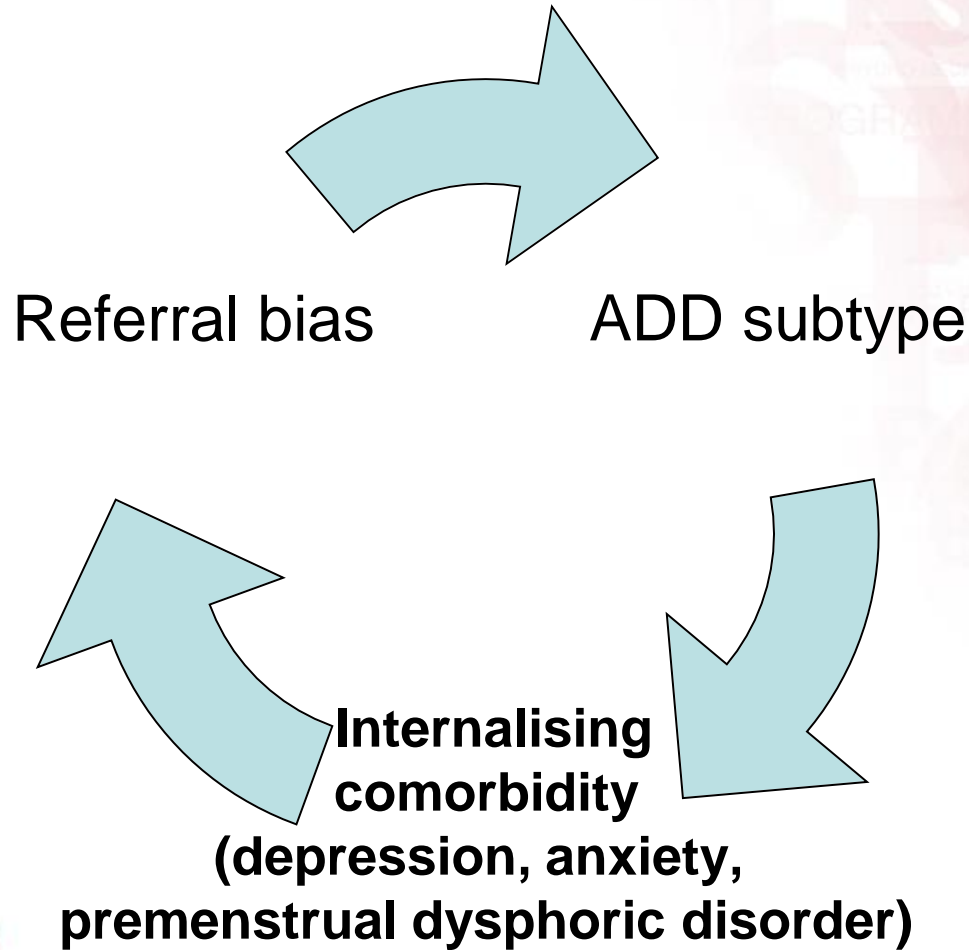 Referral bias
ADD subtype
Internalising
comorbidity
(depression, anxiety,
premenstrual dysphoric disorder)